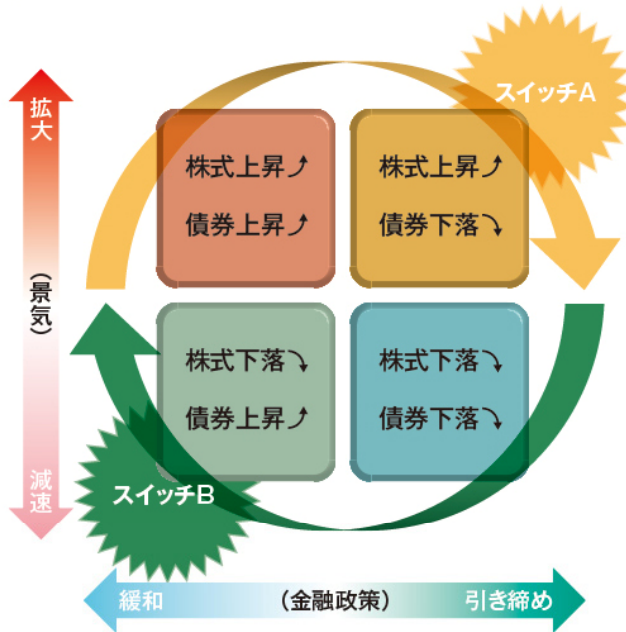 スイッチA
拡大
株式上昇⤴
債券上昇⤴
株式上昇⤴
債券下落⤵
(景気)
株式下落⤵
債券上昇⤴
株式下落⤵
債券下落⤵
減速
スイッチB
緩和
(金融政策)
引き締め